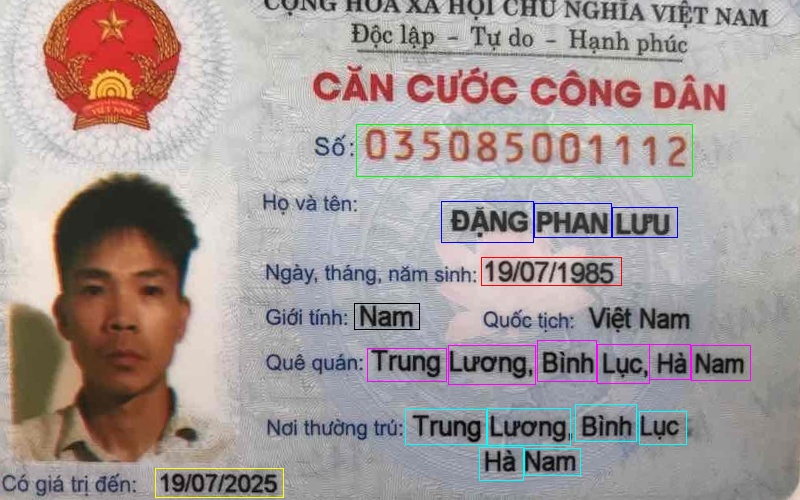 CỘNG HÒA XÃ HỘI CHỦ NGHĨA VIỆT NAM
Độc lập - Tự do - Hạnh phúc
CĂN CƯỚC CÔNG DÂN
Số: 035085001112
Họ và tên: ĐẶNG PHAN LƯU
Ngày, tháng, năm sinh: 19/07/1985
Giới tính: Nam Quốc tịch: Việt Nam
Quê quán: Trung Lương, Bình Lục, Hà Nam
Nơi thường trú: Trung Lương, Bình Lục
Hà Nam
Có giá trị đến: 19/07/2025